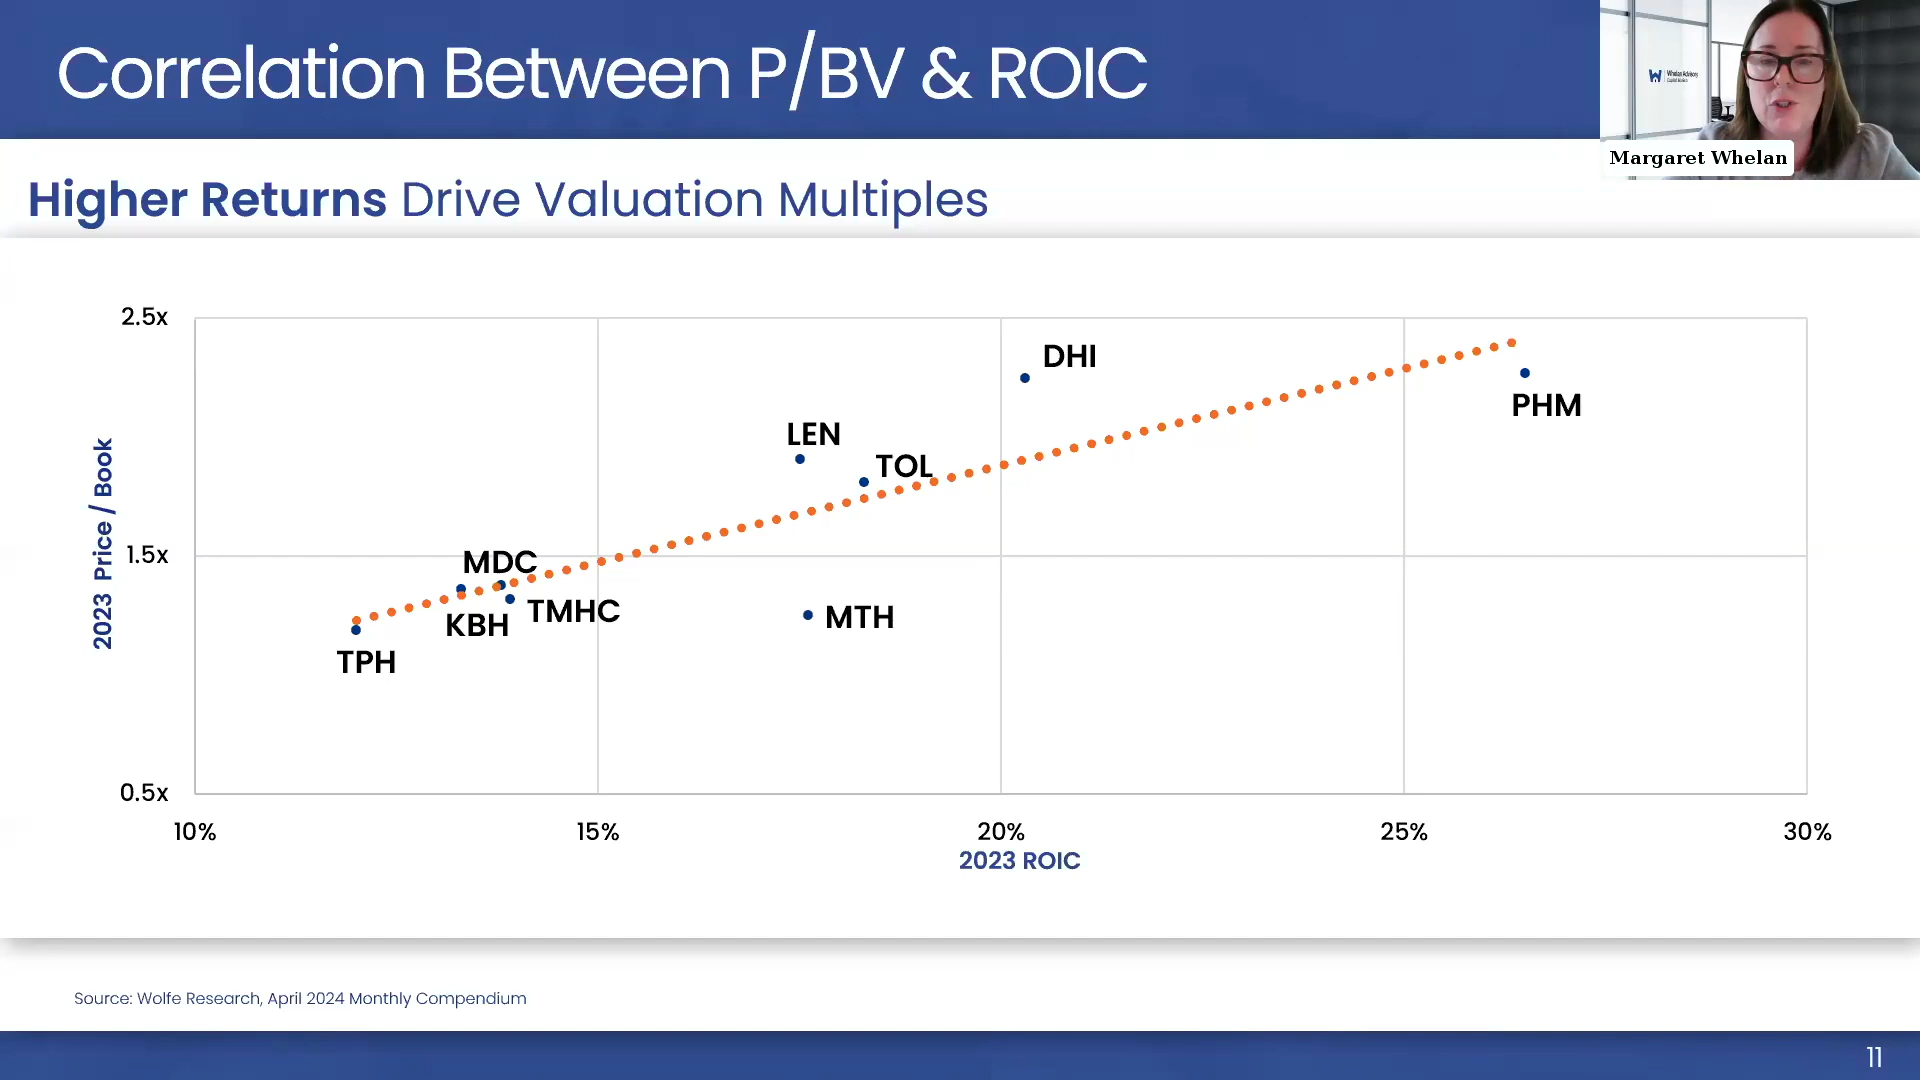 Correlation Between P/BV & ROIC
Whelan Advisory
Margaret Whelan
Higher Returns Drive Valuation Multiples
2.5x
DHI
PHM
LEN
TOL
2023 Price / Book
1.5x
MDC
TMHC
KBH
MTH
TPH
0.5x
10%
15%
20%
25%
30%
2023 ROIC
Source: Wolfe Research, April 2024 Monthly Compendium
11